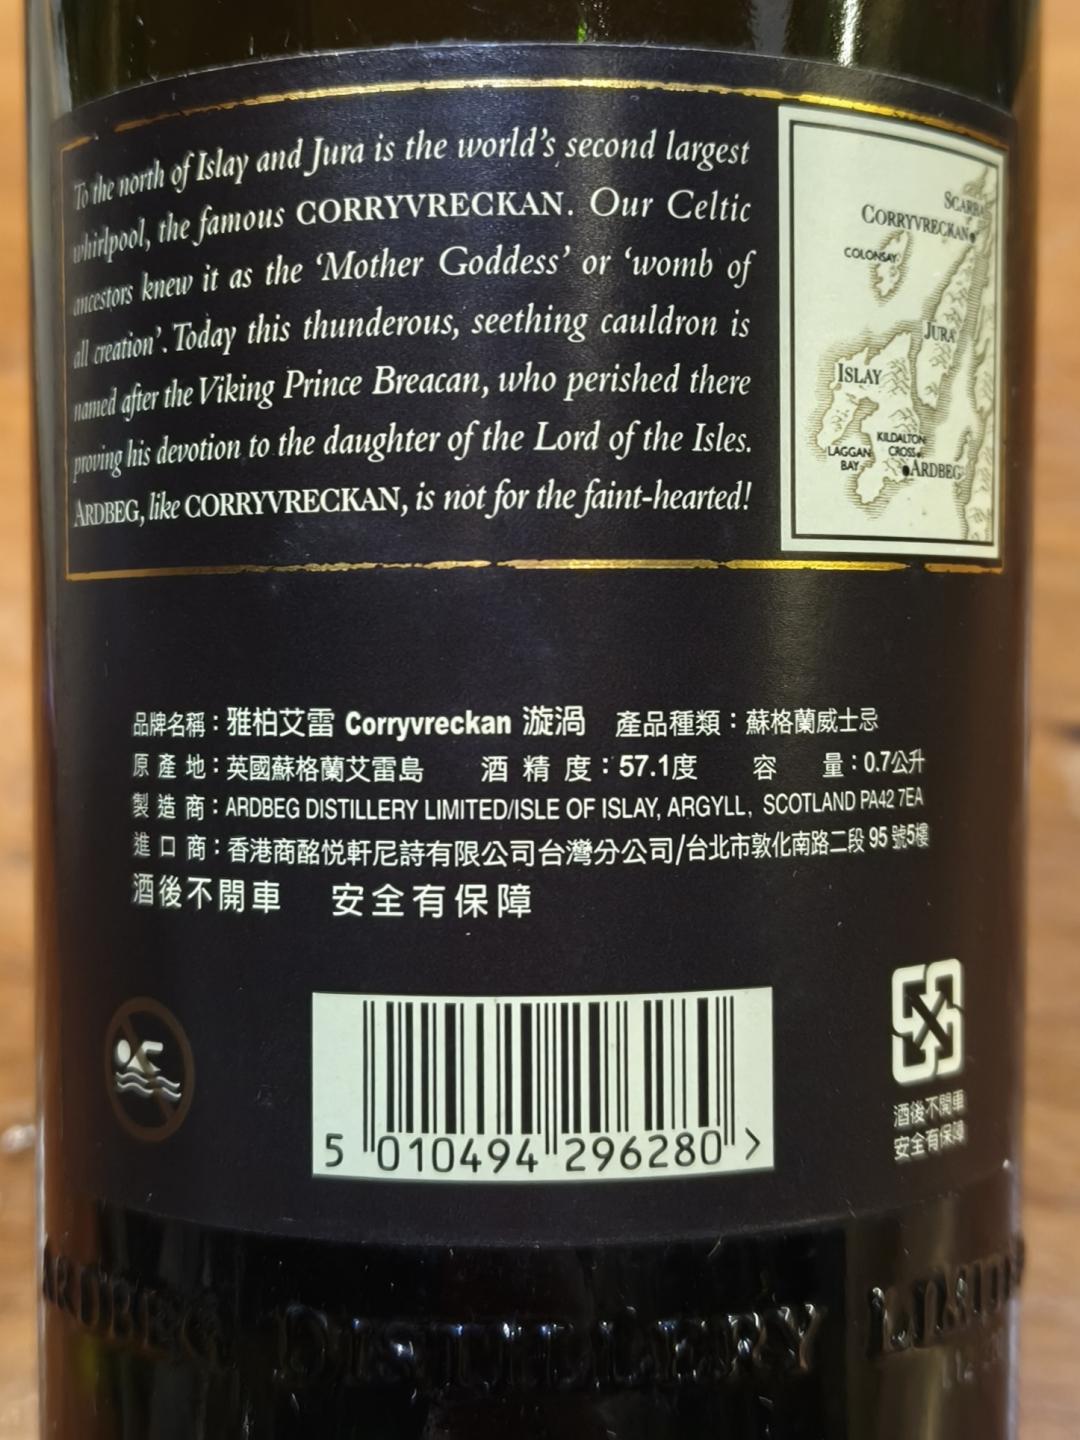 To the north of Islay and Jura is the world's second largest
whirlpool, the famous CORRYVRECKAN. Our Celtic
ancestors knew it as the 'Mother Goddess' or 'womb of
all creation'. Today this thunderous, seething cauldron is
named after the Viking Prince Breacan, who perished there
proving his devotion to the daughter of the Lord of the Isles.
ARDBEG, like CORRYVRECKAN, is not for the faint-hearted!
SCARBA
CORRYVRECKAN
COLONSAY
JURA
ISLAY
KILDALTON
CROSS
LAGGAN
BAY
ARDBEG
品牌名稱：雅柏艾雷 Corryvreckan 漩渦 產品種類：蘇格蘭威士忌
原產地：英國蘇格蘭艾雷島 酒精度：57.1度 容量：0.7公升
製造商：ARDBEG DISTILLERY LIMITED/ISLE OF ISLAY, ARGYLL, SCOTLAND PA42 7EA
進口商：香港商酩悅軒尼詩有限公司台灣分公司/台北市敦化南路二段 95 號5樓
酒後不開車 安全有保障
5 010494 296280 >
酒後不開車
安全有保障
ARDBEG DISTILLERY LIMITED